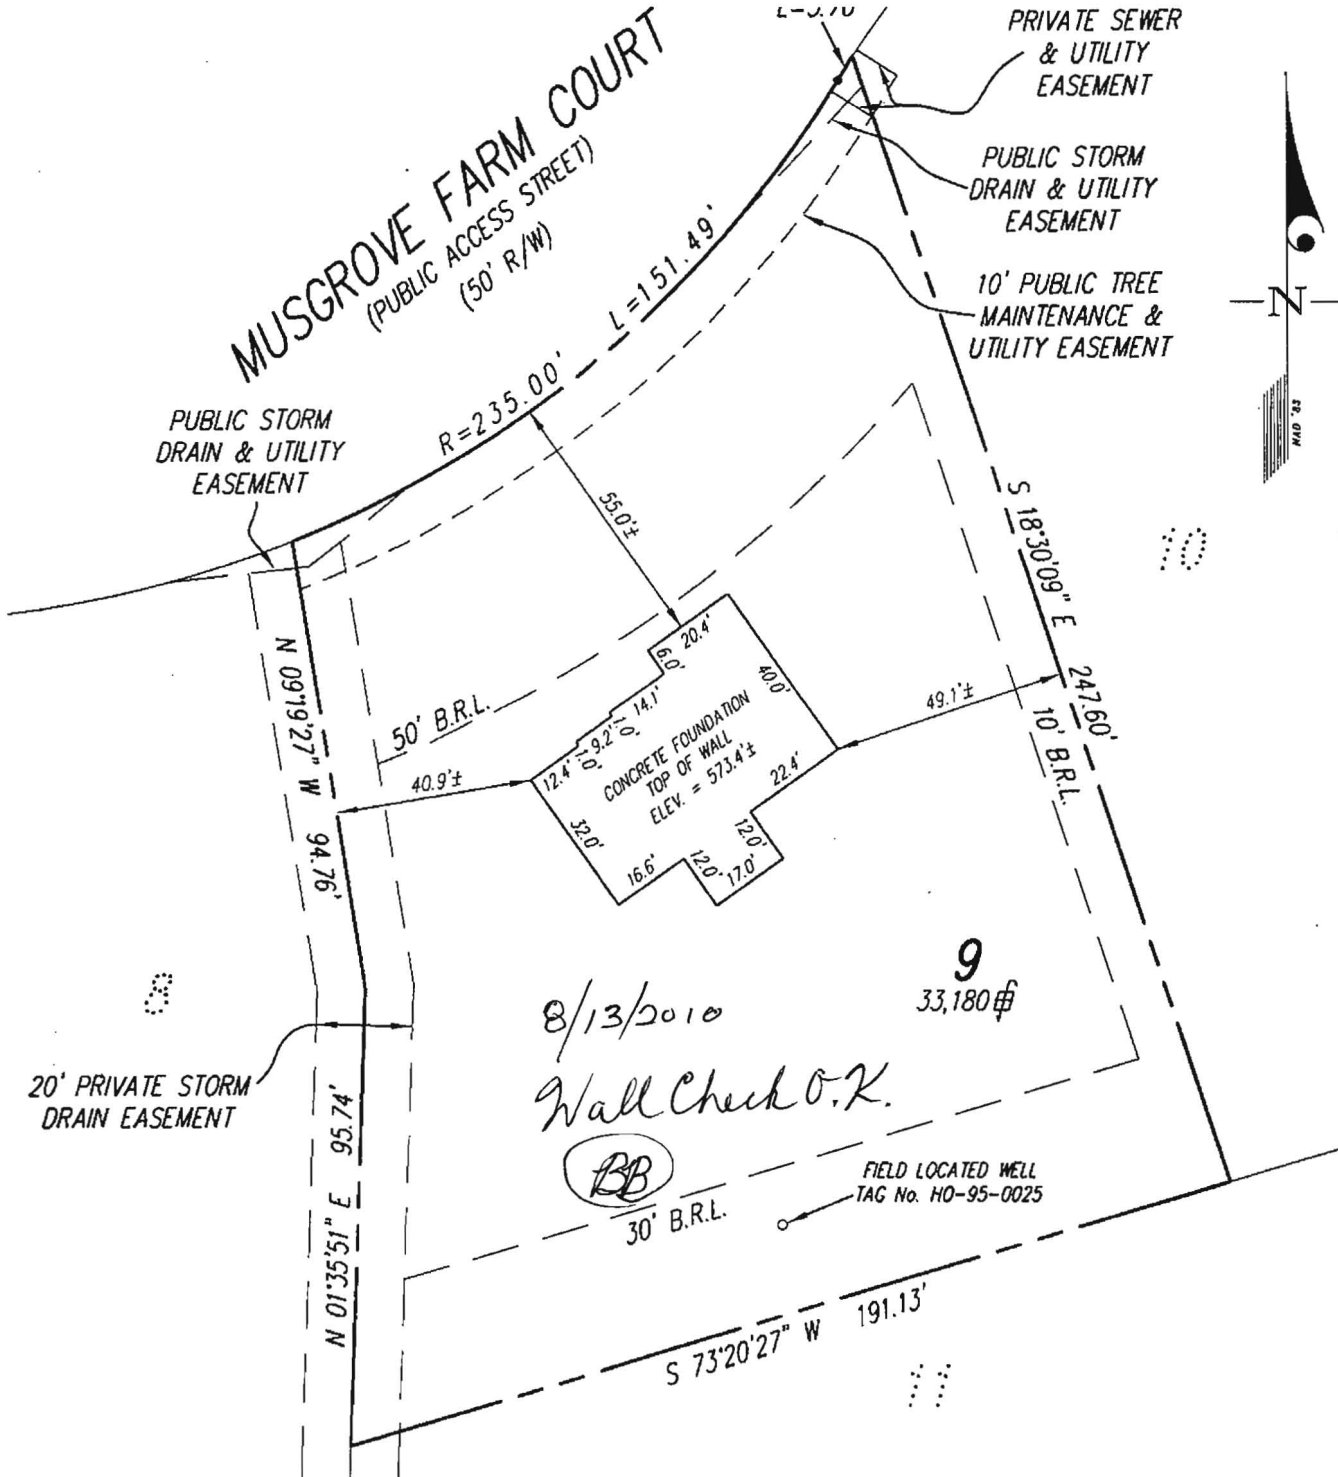 PRIVATE SEWER
& UTILITY
EASEMENT
PUBLIC STORM
DRAIN & UTILITY
EASEMENT
10' PUBLIC TREE
MAINTENANCE &
UTILITY EASEMENT
MUSGROVE FARM COURT
(PUBLIC ACCESS STREET)
(50' R/W)
L=151.49'
R=235.00'
N
NAD '83
PUBLIC STORM
DRAIN & UTILITY
EASEMENT
55.0'±
S 18°30'09" E 247.60'
10
N 09°19'27" W 94.76'
50' B.R.L.
40.9'±
49.1'±
10' B.R.L.
20.4'
6.0'
40.0'
14.1'
1.0'
9.2'
1.0'
12.4'
CONCRETE FOUNDATION
TOP OF WALL
ELEV. = 573.4'±
22.4'
32.0'
12.0'
16.6'
12.0'
17.0'
8
9
33,180
8/13/2010
Wall Check O.K.
BB
20' PRIVATE STORM
DRAIN EASEMENT
N 01°35'51" E 95.74'
FIELD LOCATED WELL
TAG No. HO-95-0025
30' B.R.L.
S 73°20'27" W 191.13'
11